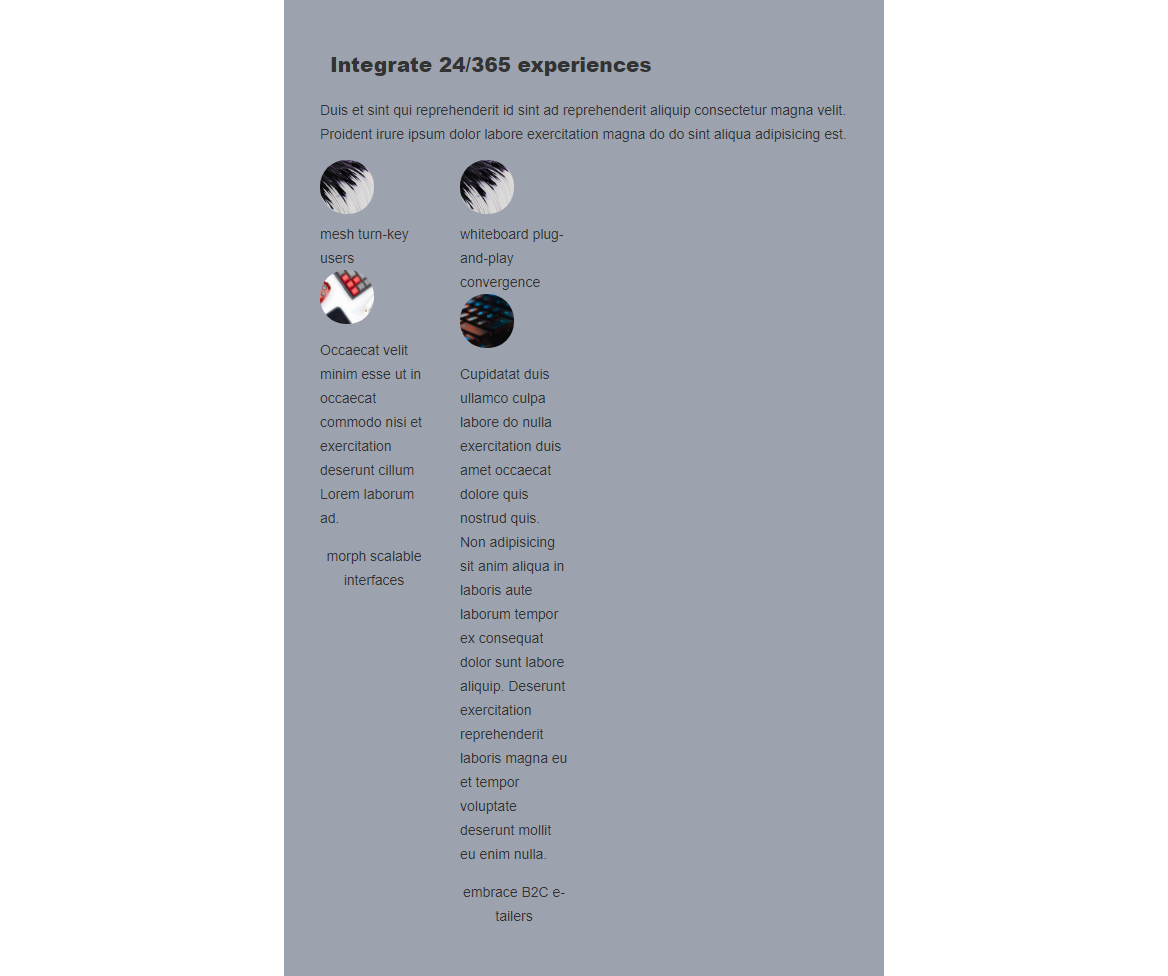 Integrate 24/365 experiences
Duis et sint qui reprehenderit id sint ad reprehenderit aliquip consectetur magna velit.
Proident irure ipsum dolor labore exercitation magna do do sint aliqua adipisicing est.
mesh turn-key
users
Occaecat velit
minim esse ut in
occaecat
commodo nisi et
exercitation
deserunt cillum
Lorem laborum
ad.
morph scalable
interfaces
whiteboard plug-
and-play
convergence
Cupidatat duis
ullamco culpa
labore do nulla
exercitation duis
amet occaecat
dolore quis
nostrud quis.
Non adipisicing
sit anim aliqua in
laboris aute
laborum tempor
ex consequat
dolor sunt labore
aliquip. Deserunt
exercitation
reprehenderit
laboris magna eu
et tempor
voluptate
deserunt mollit
eu enim nulla.
embrace B2C e-
tailers